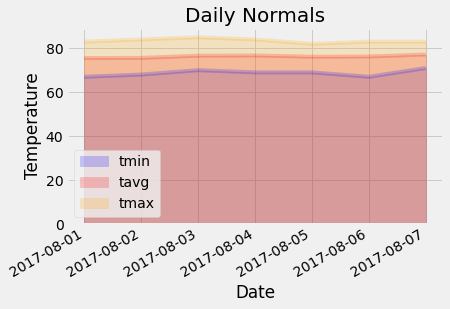 Daily Normals
Temperature
80
60
40
20
0
tmin
tavg
tmax
2017-08-01
2017-08-02
2017-08-03
2017-08-04
2017-08-05
2017-08-06
2017-08-07
Date